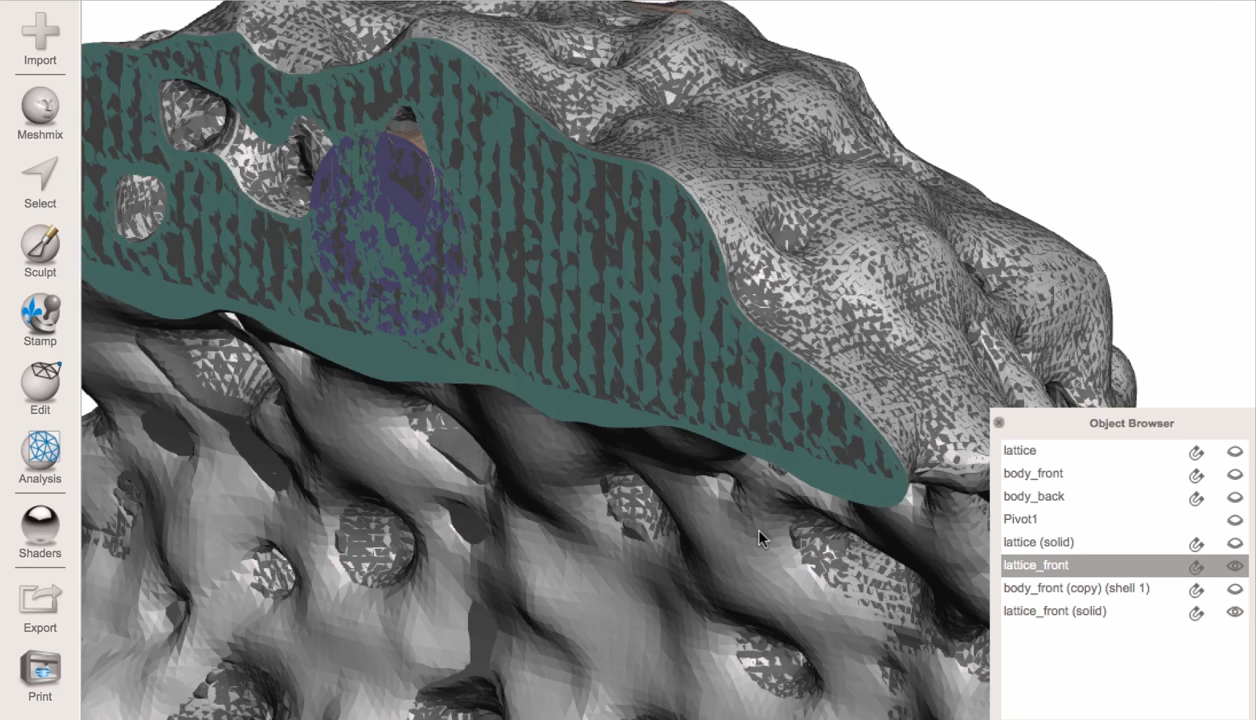 Import
Meshmix
Select
Sculpt
Stamp
Edit
Analysis
Shaders
Export
Print
Object Browser
lattice
body_front
body_back
Pivot1
lattice (solid)
lattice_front
body_front (copy) (shell 1)
lattice_front (solid)